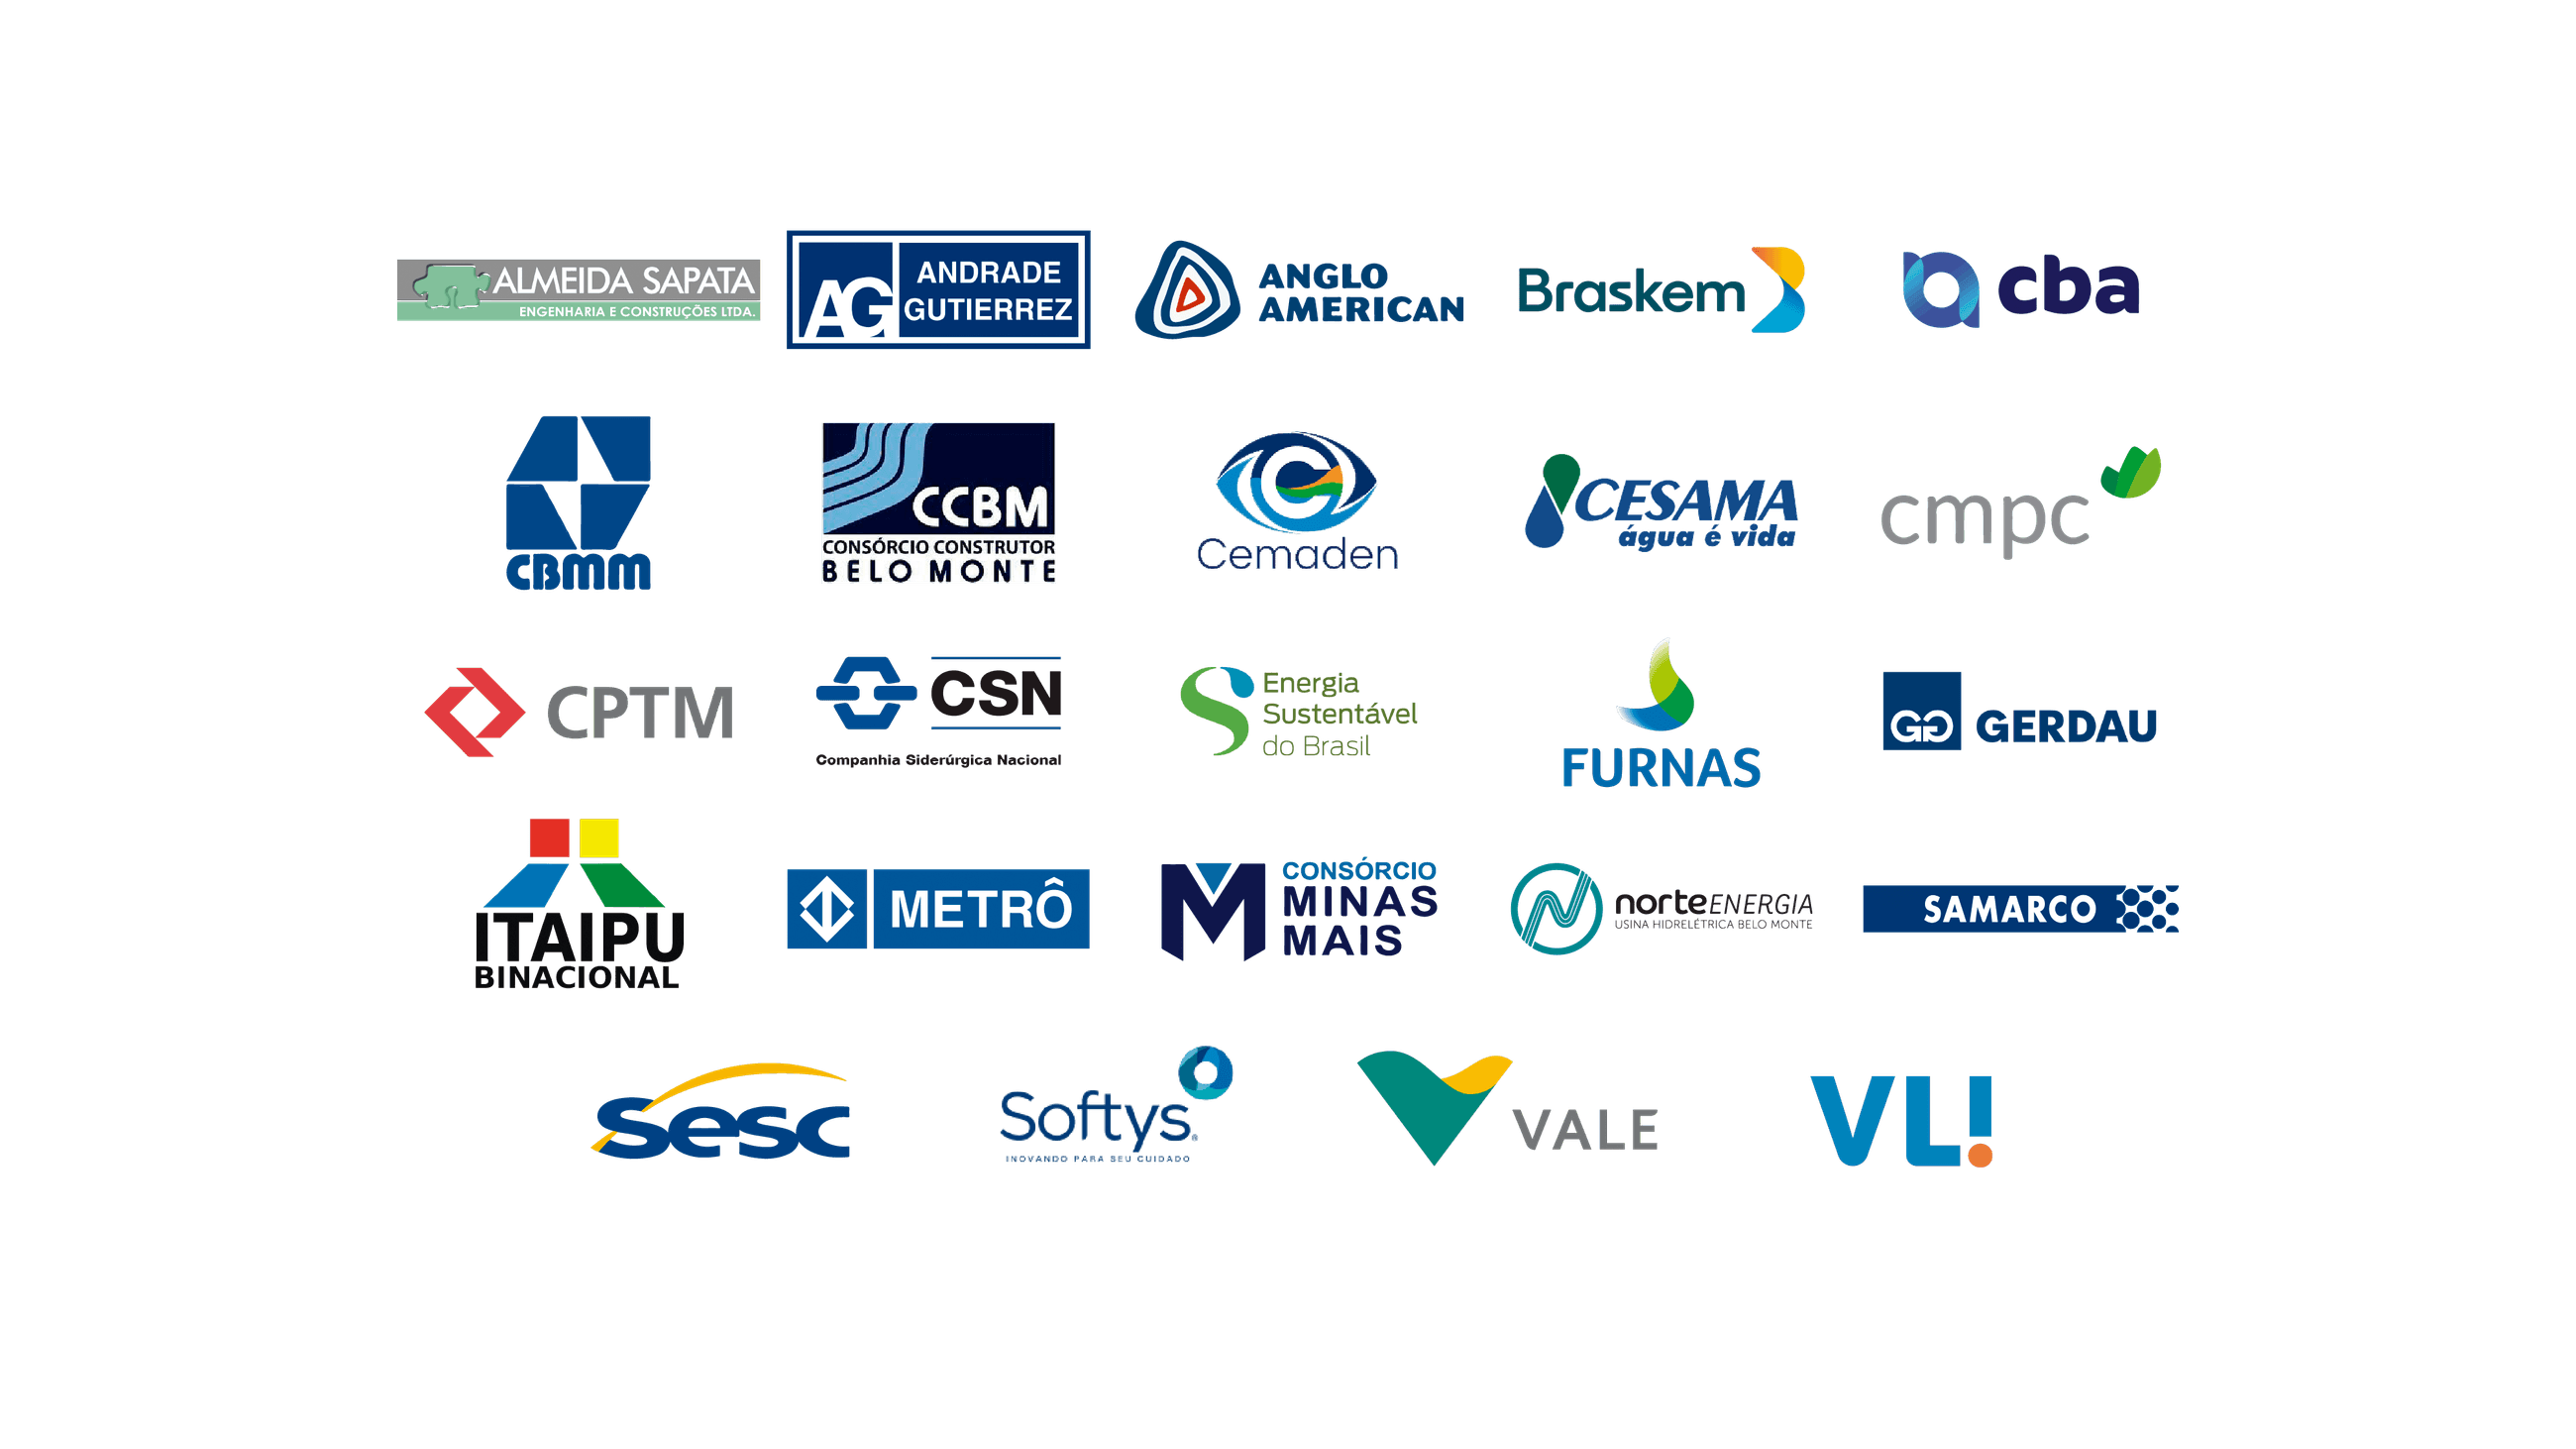 ALMEIDA SAPATA
ENGENHARIA E CONSTRUÇÕES LTDA.
AG
ANDRADE
GUTIERREZ
ANGLO
AMERICAN
Braskem
cba
CBMM
CCBM
CONSÓRCIO CONSTRUTOR
BELO MONTE
Cemaden
CESAMA
água é vida
cmpc
CPTM
CSN
Companhia Siderúrgica Nacional
Energia
Sustentável
do Brasil
FURNAS
GG GERDAU
ITAIPU
BINACIONAL
METRÔ
M
CONSÓRCIO
MINAS
MAIS
norteENERGIA
USINA HIDRELÉTRICA BELO MONTE
SAMARCO
Sesc
Softys®
INOVANDO PARA SEU CUIDADO
VALE
VL!